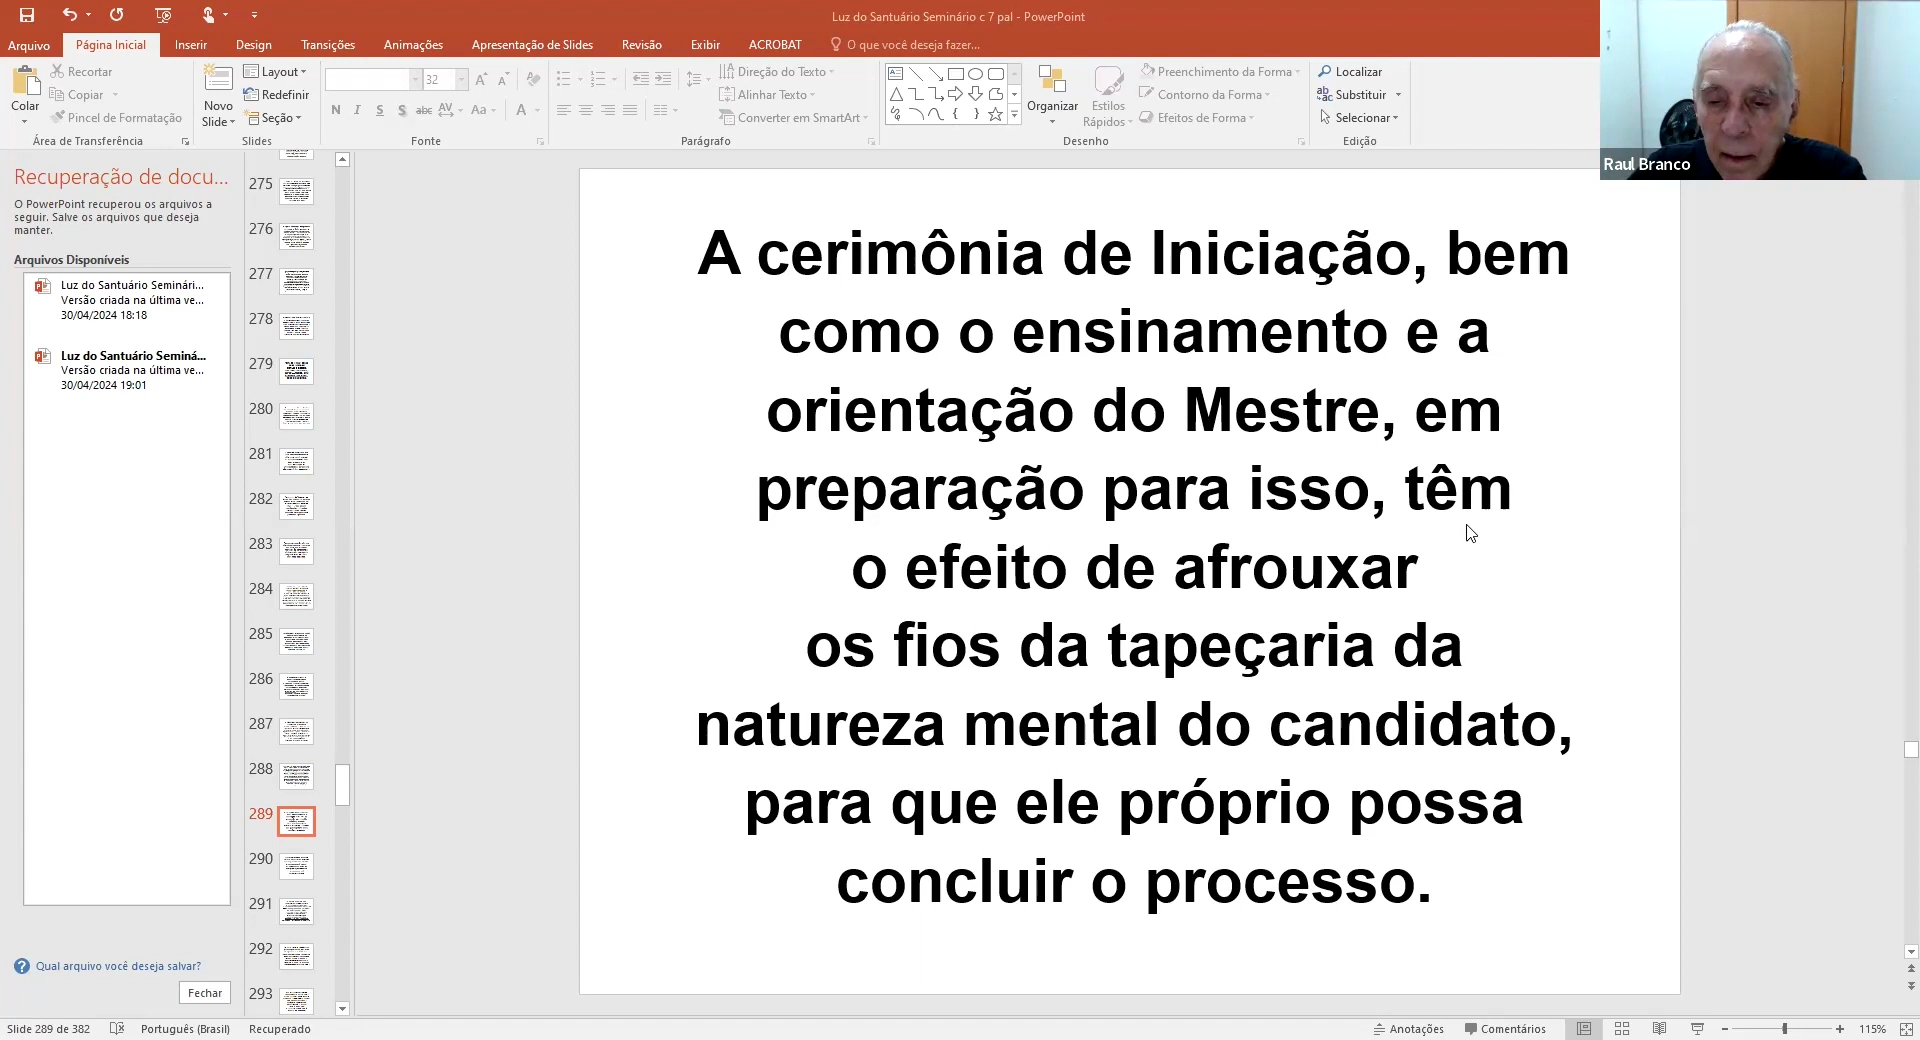 Luz do Santuário Seminário c 7 pal - PowerPoint
Arquivo Página Inicial Inserir Design Transições Animações Apresentação de Slides Revisão Exibir ACROBAT O que você deseja fazer...
Colar
Recortar
Copiar
Pincel de Formatação
Área de Transferência
Novo
Slide
Layout
Redefinir
Seção
Slides
32
N I S S abc AV Aa A
Fonte
Direção do Texto
Alinhar Texto
Converter em SmartArt
Parágrafo
Organizar
Estilos
Rápidos
Preenchimento da Forma
Contorno da Forma
Efeitos de Forma
Desenho
Localizar
Substituir
Selecionar
Edição
Raul Branco
Recuperação de docu...
O PowerPoint recuperou os arquivos a
seguir. Salve os arquivos que deseja
manter.
Arquivos Disponíveis
Luz do Santuário Seminári...
Versão criada na última ve...
30/04/2024 18:18
Luz do Santuário Seminá...
Versão criada na última ve...
30/04/2024 19:01
Qual arquivo você deseja salvar?
Fechar
275
276
277
278
279
280
281
282
283
284
285
286
287
288
289
290
291
292
293
A cerimônia de Iniciação, bem
como o ensinamento e a
orientação do Mestre, em
preparação para isso, têm
o efeito de afrouxar
os fios da tapeçaria da
natureza mental do candidato,
para que ele próprio possa
concluir o processo.
Slide 289 de 382 Português (Brasil) Recuperado Anotações Comentários 115%